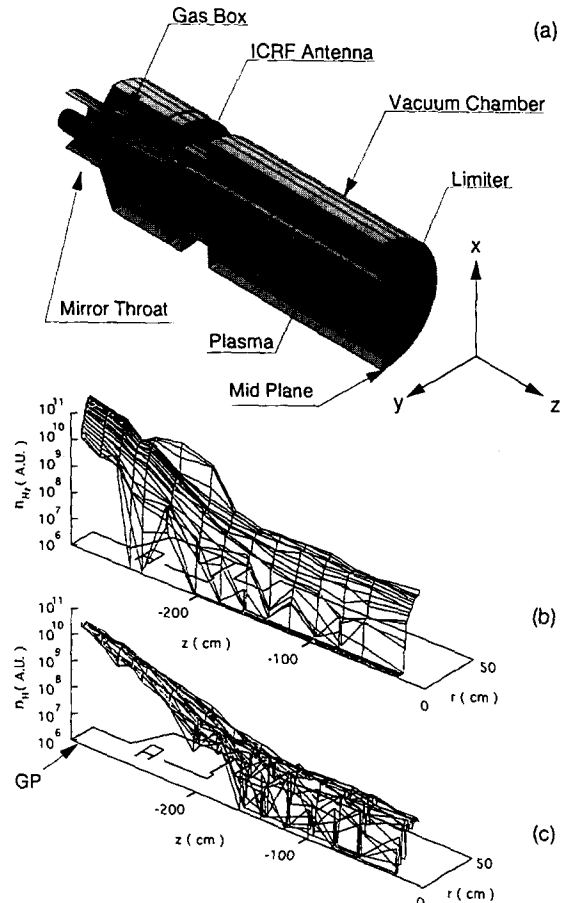 Gas Box
(a)
ICRF Antenna
Vacuum Chamber
Limiter
Mirror Throat
Plasma
Mid Plane
x
y
z
10¹¹
10¹⁰
10⁹
10⁸
10⁷
10⁶
n_H₂ (A.U.)
-200
-100
z (cm)
0
50
r (cm)
(b)
10¹¹
10¹⁰
10⁹
10⁸
10⁷
10⁶
n_H (A.U.)
GP
-200
-100
z (cm)
0
50
r (cm)
(c)